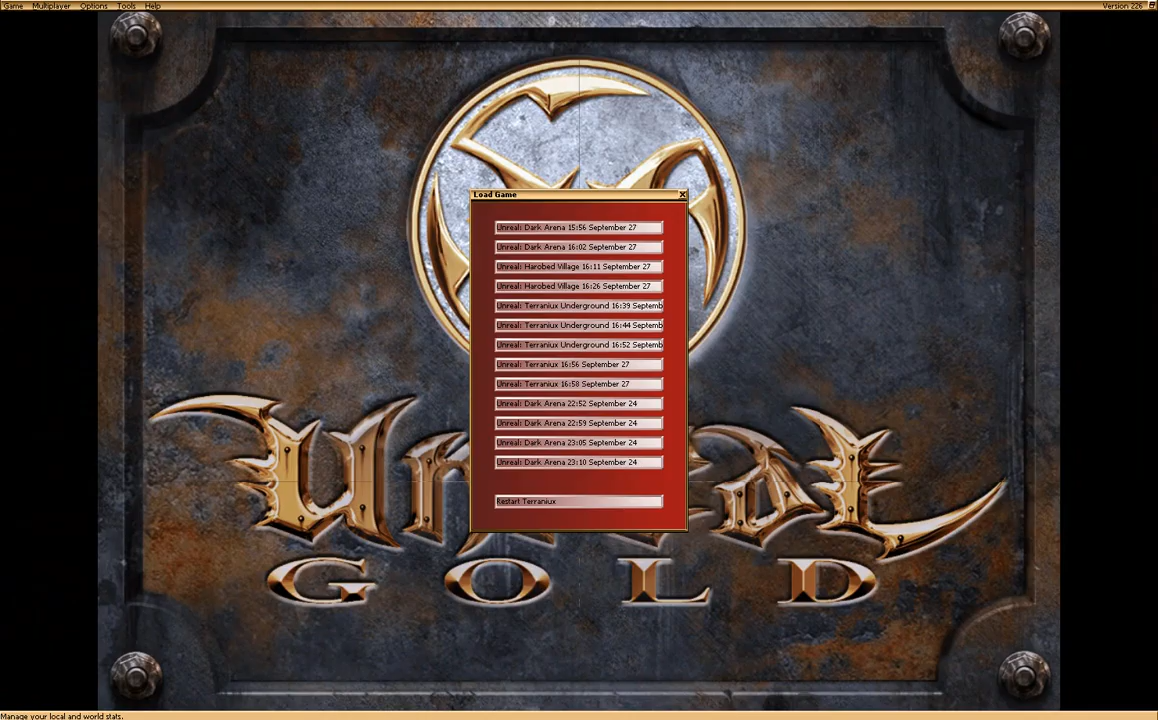 Game Multiplayer Options Tools Help Version 226
Load Game
Unreal: Dark Arena 15:56 September 27
Unreal: Dark Arena 16:02 September 27
Unreal: Harobed Village 16:11 September 27
Unreal: Harobed Village 16:26 September 27
Unreal: Terraniux Underground 16:39 Septemb
Unreal: Terraniux Underground 16:44 Septemb
Unreal: Terraniux Underground 16:52 Septemb
Unreal: Terraniux 16:56 September 27
Unreal: Terraniux 16:58 September 27
Unreal: Dark Arena 22:52 September 24
Unreal: Dark Arena 22:59 September 24
Unreal: Dark Arena 23:05 September 24
Unreal: Dark Arena 23:10 September 24
Restart Terraniux
Unreal
GOLD
Manage your local and world stats.